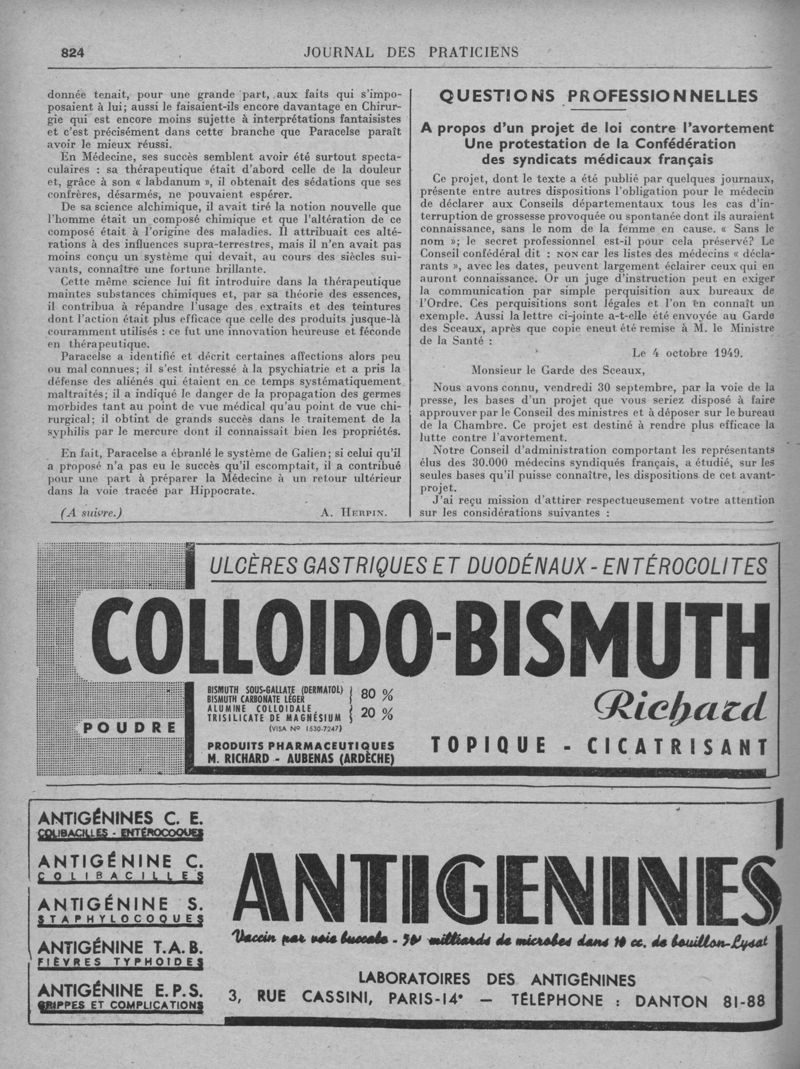 824
JOURNAL DES PRATICIENS
donnée tenait, pour une grande part, aux faits qui s'impo-
posaient à lui; aussi le faisaient-ils encore davantage en Chirur-
gie qui est encore moins sujette à interprétations fantaisistes
et c'est précisément dans cette branche que Paracelse paraît
avoir le mieux réussi.
En Médecine, ses succès semblent avoir été surtout specta-
culaires : sa thérapeutique était d'abord celle de la douleur
et, grâce à son « labdanum », il obtenait des sédations que ses
confrères, désarmés, ne pouvaient espérer.
De sa science alchimique, il avait tiré la notion nouvelle que
l'homme était un composé chimique et que l'altération de ce
composé était à l'origine des maladies. Il attribuait ces alté-
rations à des influences supra-terrestres, mais il n'en avait pas
moins conçu un système qui devait, au cours des siècles sui-
vants, connaître une fortune brillante.
Cette même science lui fit introduire dans la thérapeutique
maintes substances chimiques et, par sa théorie des essences,
il contribua à répandre l'usage des extraits et des teintures
dont l'action était plus efficace que celle des produits jusque-là
couramment utilisés : ce fut une innovation heureuse et féconde
en thérapeutique.
Paracelse a identifié et décrit certaines affections alors peu
ou mal connues; il s'est intéressé à la psychiatrie et a pris la
défense des aliénés qui étaient en ce temps systématiquement
maltraités; il a indiqué le danger de la propagation des germes
morbides tant au point de vue médical qu'au point de vue chi-
rurgical; il obtint de grands succès dans le traitement de la
syphilis par le mercure dont il connaissait bien les propriétés.
En fait, Paracelse a ébranlé le système de Galien; si celui qu'il
a proposé n'a pas eu le succès qu'il escomptait, il a contribué
pour une part à préparer la Médecine à un retour ultérieur
dans la voie tracée par Hippocrate.
(A suivre.) A. HERPIN.
QUESTIONS PROFESSIONNELLES
A propos d'un projet de loi contre l'avortement
Une protestation de la Confédération
des syndicats médicaux français
Ce projet, dont le texte a été publié par quelques journaux,
présente entre autres dispositions l'obligation pour le médecin
de déclarer aux Conseils départementaux tous les cas d'in-
terruption de grossesse provoquée ou spontanée dont ils auraient
connaissance, sans le nom de la femme en cause. « Sans le
nom »; le secret professionnel est-il pour cela préservé? Le
Conseil confédéral dit : NON car les listes des médecins « décla-
rants », avec les dates, peuvent largement éclairer ceux qui en
auront connaissance. Or un juge d'instruction peut en exiger
la communication par simple perquisition aux bureaux de
l'Ordre. Ces perquisitions sont légales et l'on en connaît un
exemple. Aussi la lettre ci-jointe a-t-elle été envoyée au Garde
des Sceaux, après que copie en eut été remise à M. le Ministre
de la Santé :
Le 4 octobre 1949.
Monsieur le Garde des Sceaux,
Nous avons connu, vendredi 30 septembre, par la voie de la
presse, les bases d'un projet que vous seriez disposé à faire
approuver par le Conseil des ministres et à déposer sur le bureau
de la Chambre. Ce projet est destiné à rendre plus efficace la
lutte contre l'avortement.
Notre Conseil d'administration comportant les représentants
élus des 30.000 médecins syndiqués français, a étudié, sur les
seules bases qu'il puisse connaître, les dispositions de cet avant-
projet.
J'ai reçu mission d'attirer respectueusement votre attention
sur les considérations suivantes :
ULCÈRES GASTRIQUES ET DUODÉNAUX - ENTÉROCOLITES
COLLOIDO-BISMUTH
Richard
POUDRE
BISMUTH SOUS-GALLATE (DERMATOL)
BISMUTH CARBONATE LÉGER
80 %
ALUMINE COLLOIDALE
TRISILICATE DE MAGNÉSIUM
20 %
(VISA N° 1.530-7247)
PRODUITS PHARMACEUTIQUES
M. RICHARD - AUBENAS (ARDÈCHE)
TOPIQUE - CICATRISANT
ANTIGÉNINES C. E.
COLIBACILLES - ENTÉROCOQUES
ANTIGÉNINE C.
COLIBACILLES
ANTIGÉNINE S.
STAPHYLOCOQUES
ANTIGÉNINE T.A.B.
FIÈVRES TYPHOÏDES
ANTIGÉNINE E.P.S.
GRIPPES ET COMPLICATIONS
ANTIGENINES
Vaccin par voie buccale - 50 milliards de microbes dans 10 cc. de bouillon-Lysat
LABORATOIRES DES ANTIGÉNINES
3, RUE CASSINI, PARIS-14e — TÉLÉPHONE : DANTON 81-88